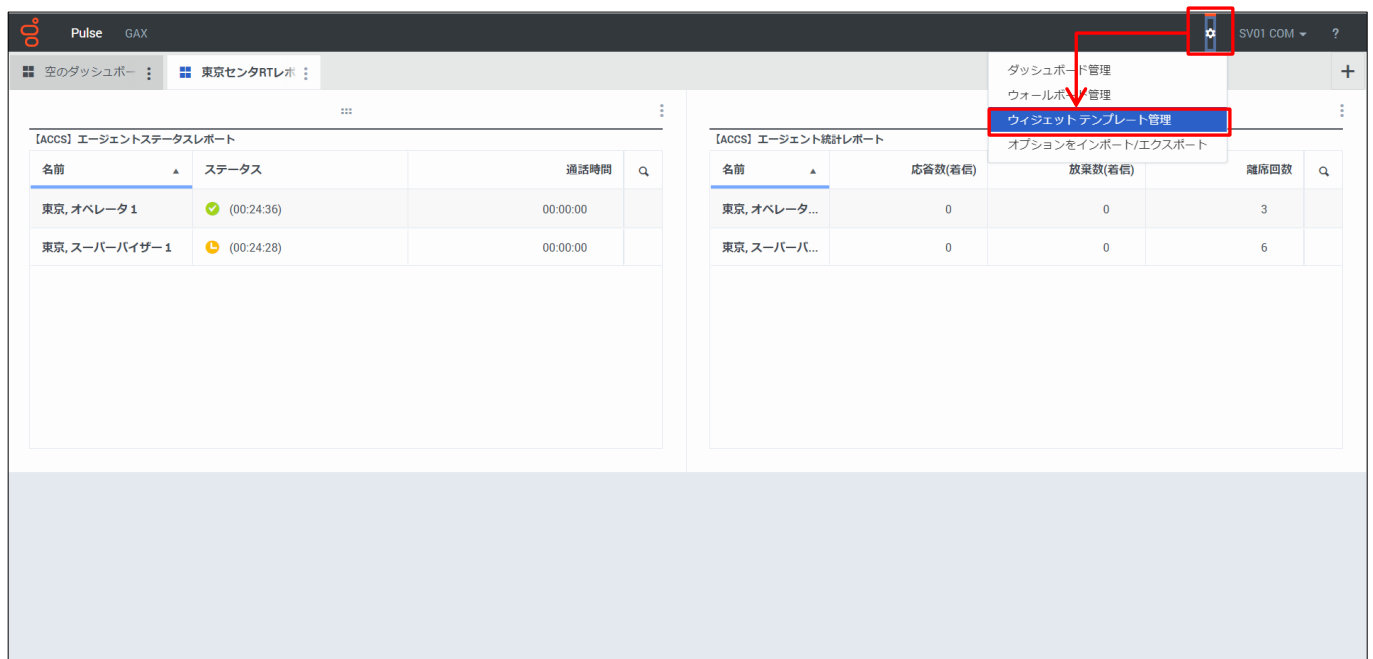 Pulse GAX SV01 COM ?
空のダッシュボー 東京センタRTレポ
ダッシュボード管理
ウォールボード管理
ウィジェット テンプレート管理
オプションをインポート/エクスポート
【ACCS】エージェントステータスレポート
名前 ステータス 通話時間
東京, オペレータ 1 (00:24:36) 00:00:00
東京, スーパーバイザー 1 (00:24:28) 00:00:00
【ACCS】エージェント統計レポート
名前 応答数(着信) 放棄数(着信) 離席回数
東京, オペレータ... 0 0 3
東京, スーパーバ... 0 0 6